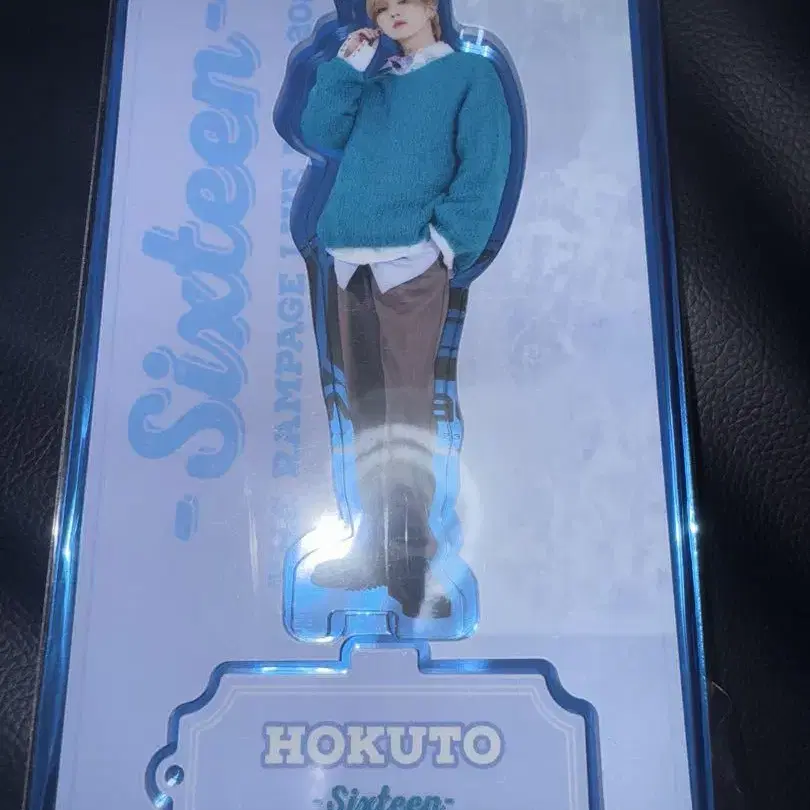 - Sixteen -
RAMPAGE LIVE
HOKUTO
- Sixteen -